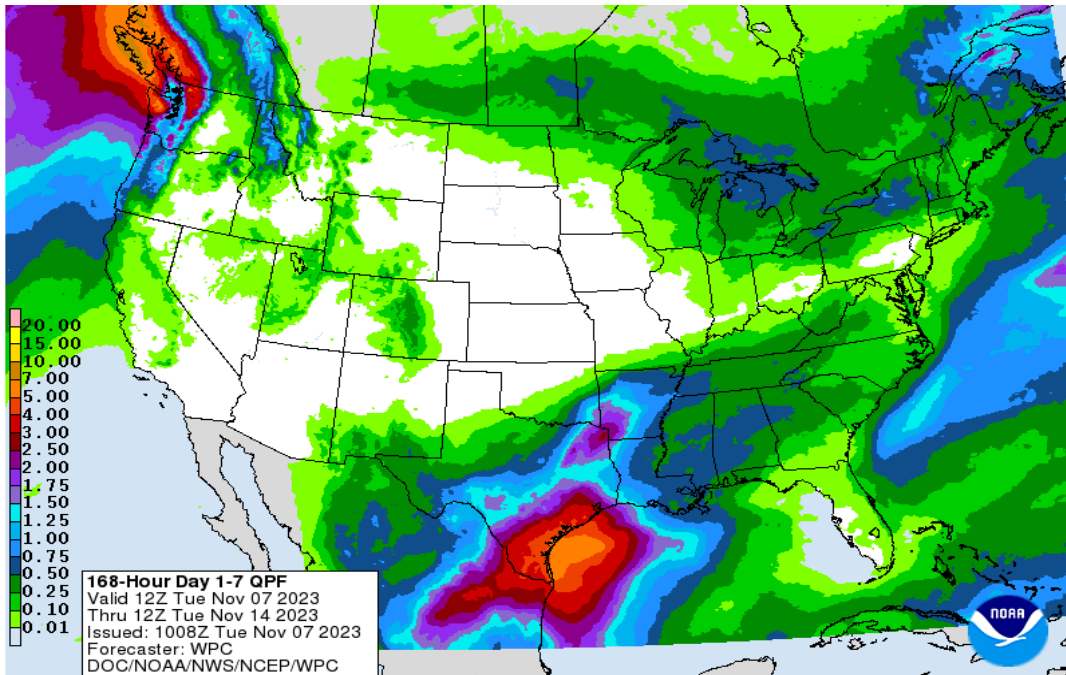 20.00
15.00
10.00
7.00
5.00
4.00
3.00
2.50
2.00
1.75
1.50
1.25
1.00
0.75
0.50
0.25
0.10
0.01
168-Hour Day 1-7 QPF
Valid 12Z Tue Nov 07 2023
Thru 12Z Tue Nov 14 2023
Issued: 1008Z Tue Nov 07 2023
Forecaster: WPC
DOC/NOAA/NWS/NCEP/WPC
NOAA